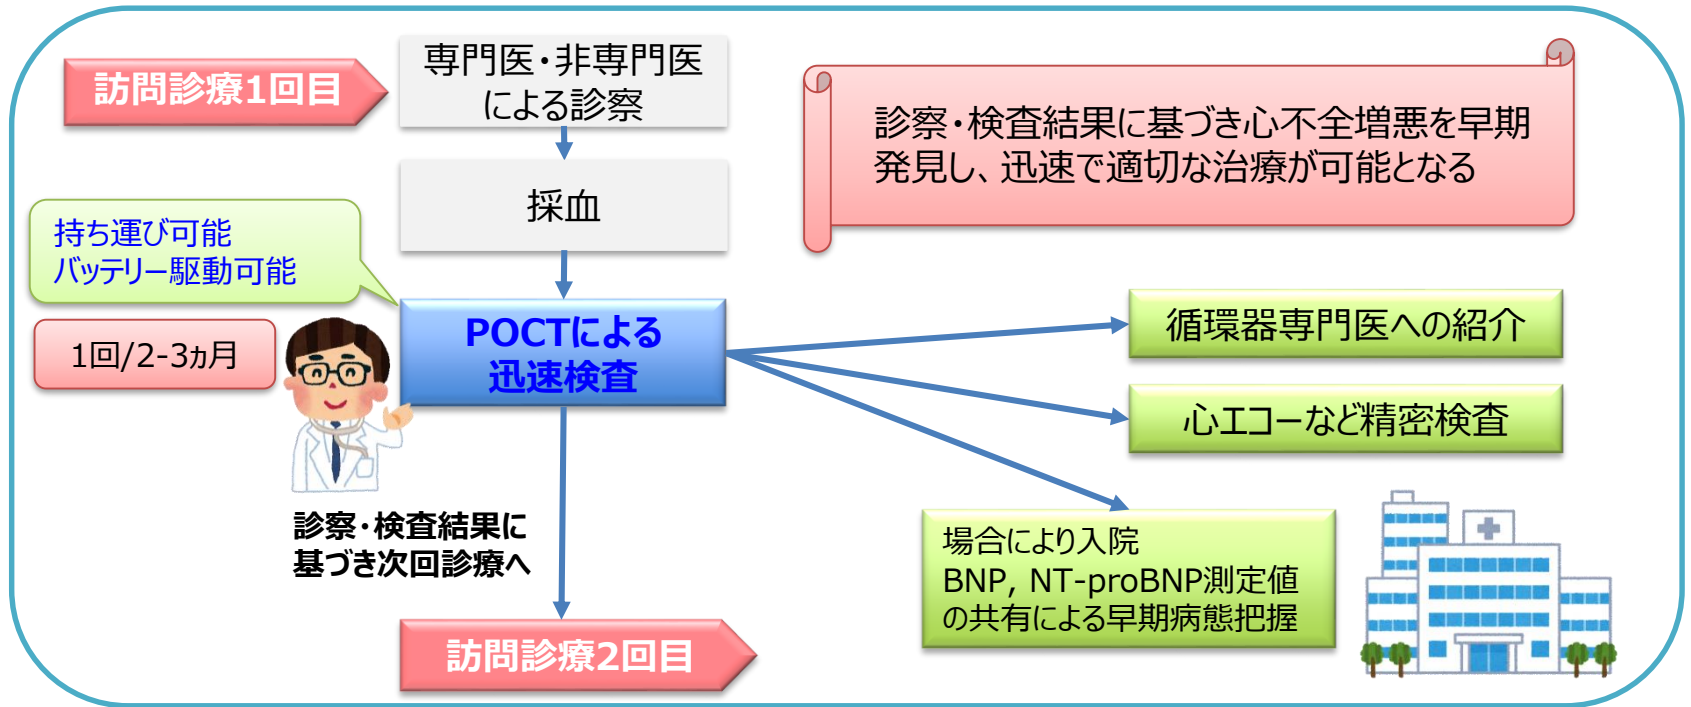 訪問診療1回目
専門医・非専門医
による診察
診察・検査結果に基づき心不全増悪を早期
発見し、迅速で適切な治療が可能となる
採血
持ち運び可能
バッテリー駆動可能
1回/2-3ヵ月
POCTによる
迅速検査
循環器専門医への紹介
心エコーなど精密検査
診察・検査結果に
基づき次回診療へ
場合により入院
BNP, NT-proBNP測定値
の共有による早期病態把握
訪問診療2回目